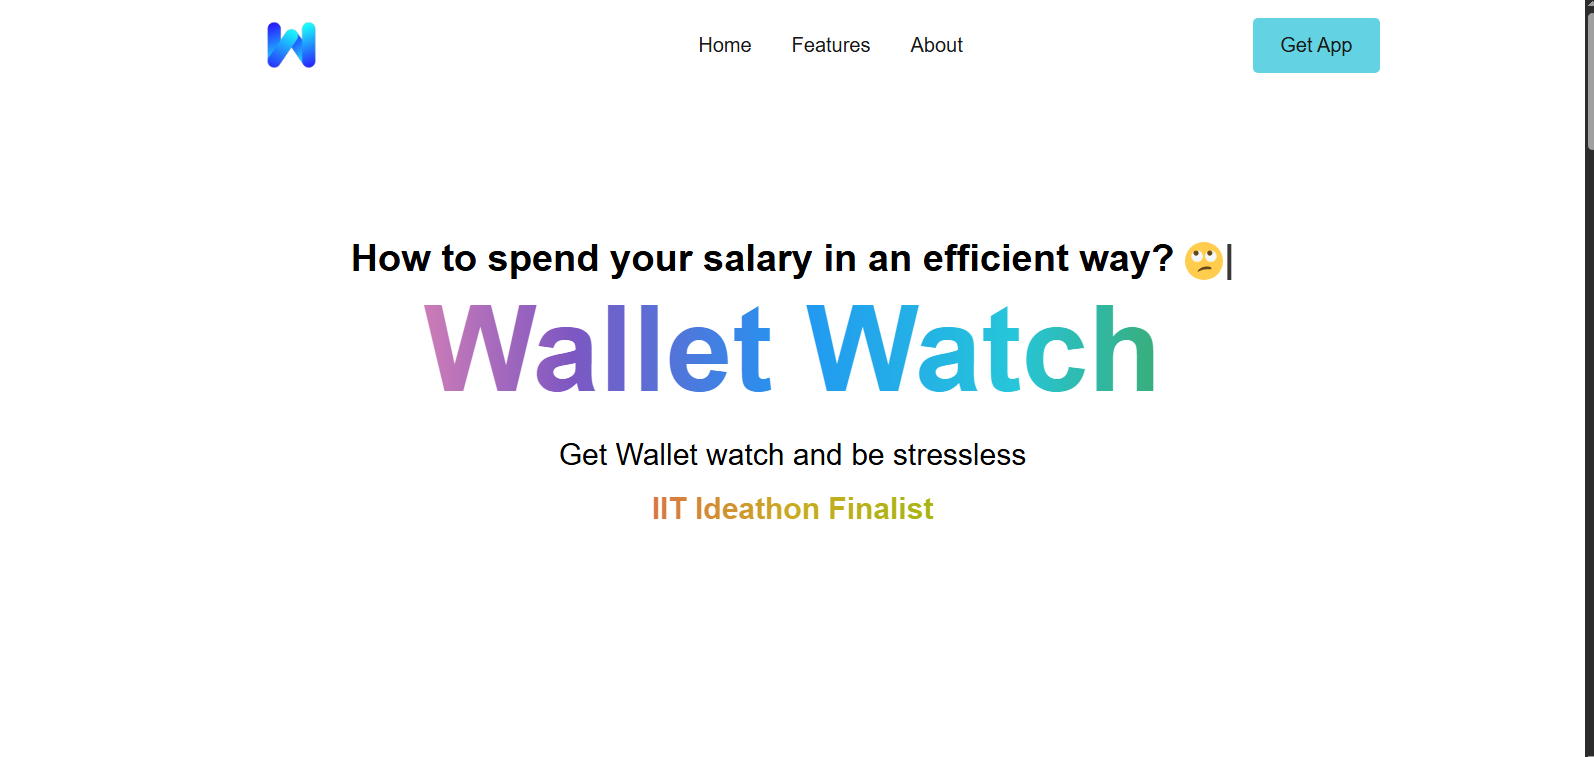 Home Features About Get App
How to spend your salary in an efficient way? 🙄|
Wallet Watch
Get Wallet watch and be stressless
IIT Ideathon Finalist